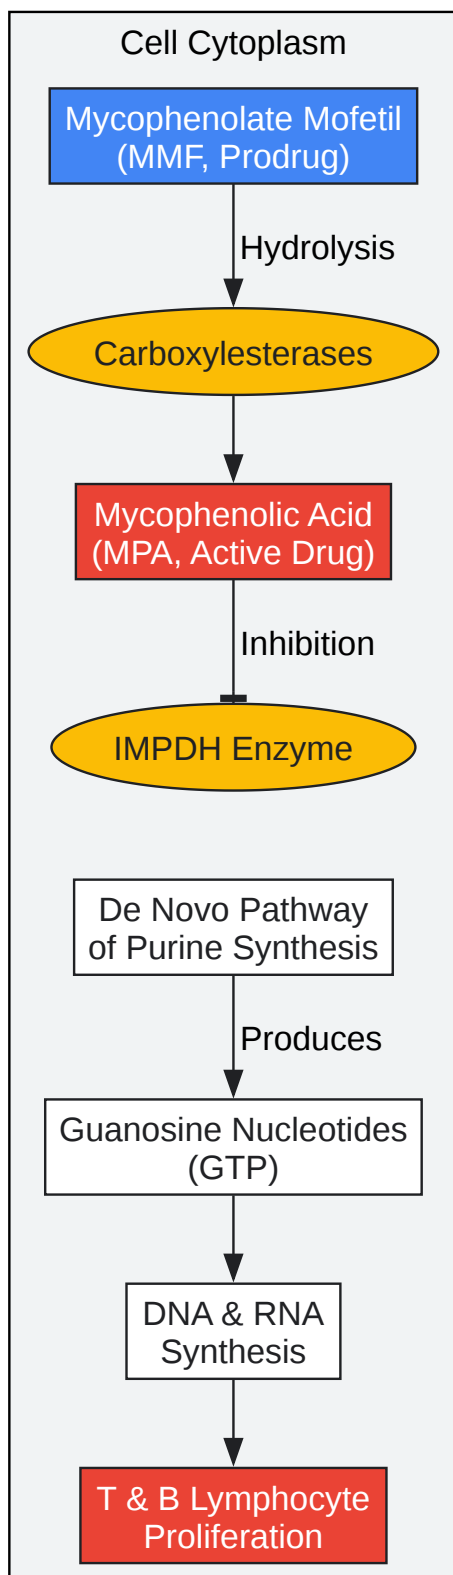 Cell Cytoplasm
Mycophenolate Mofetil
(MMF, Prodrug)
Hydrolysis
Carboxylesterases
Mycophenolic Acid
(MPA, Active Drug)
Inhibition
IMPDH Enzyme
De Novo Pathway
of Purine Synthesis
Produces
Guanosine Nucleotides
(GTP)
DNA & RNA
Synthesis
T & B Lymphocyte
Proliferation